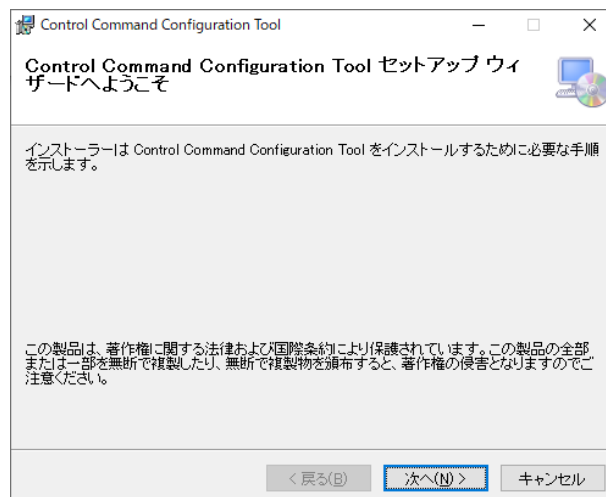 Control Command Configuration Tool
Control Command Configuration Tool セットアップ ウィ
ザードへようこそ
インストーラーは Control Command Configuration Tool をインストールするために必要な手順
を示します。
この製品は、著作権に関する法律および国際条約により保護されています。この製品の全部
または一部を無断で複製したり、無断で複製物を頒布すると、著作権の侵害となりますのでご
注意ください。
< 戻る(B)
次へ(N) >
キャンセル